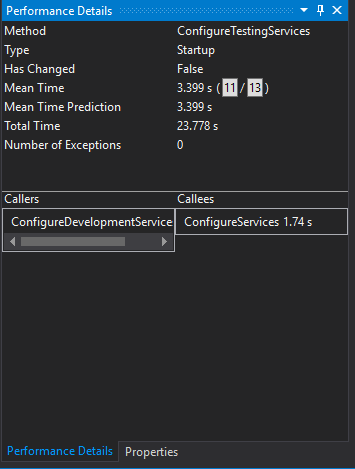 Performance Details
Method ConfigureTestingServices
Type Startup
Has Changed False
Mean Time 3.399 s ( 11 / 13 )
Mean Time Prediction 3.399 s
Total Time 23.778 s
Number of Exceptions 0
Callers Callees
ConfigureDevelopmentService ConfigureServices 1.74 s
Performance Details Properties